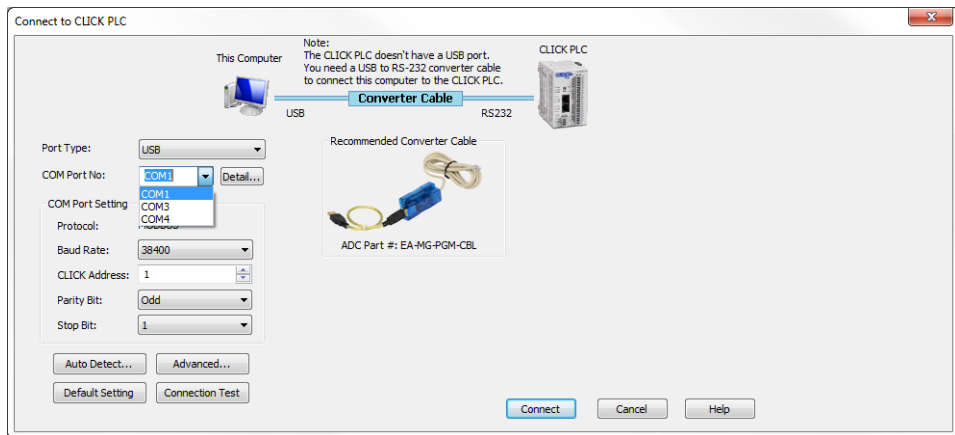 Connect to CLICK PLC
This Computer
Note:
The CLICK PLC doesn't have a USB port.
You need a USB to RS-232 converter cable
to connect this computer to the CLICK PLC.
CLICK PLC
Converter Cable
USB
RS232
Port Type:
USB
COM Port No:
COM1
Detail...
COM1
COM3
COM4
COM Port Setting
Protocol:
Baud Rate:
38400
CLICK Address:
1
Parity Bit:
Odd
Stop Bit:
1
Recommended Converter Cable
ADC Part #: EA-MG-PGM-CBL
Auto Detect...
Advanced...
Default Setting
Connection Test
Connect
Cancel
Help